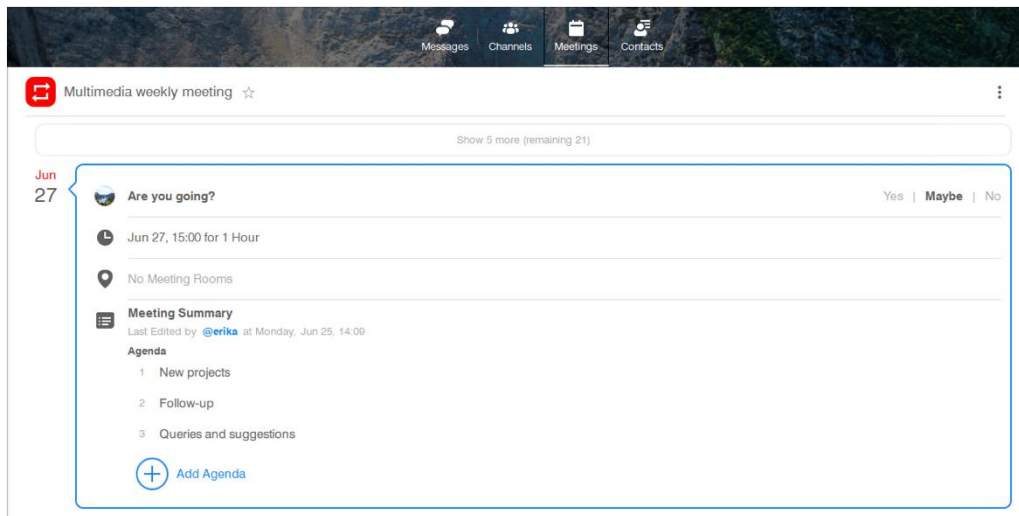 Messages Channels Meetings Contacts
Multimedia weekly meeting
Show 5 more (remaining 21)
Jun
27
Are you going?
Yes | Maybe | No
Jun 27, 15:00 for 1 Hour
No Meeting Rooms
Meeting Summary
Last Edited by @erika at Monday, Jun 25, 14:09
Agenda
1 New projects
2 Follow-up
3 Queries and suggestions
Add Agenda